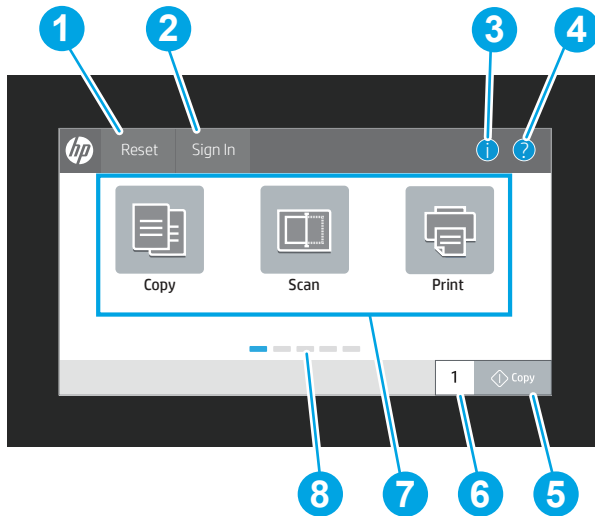 1 2 3 4
hp Reset Sign In i ?
Copy Scan Print
1 Copy
8 7 6 5